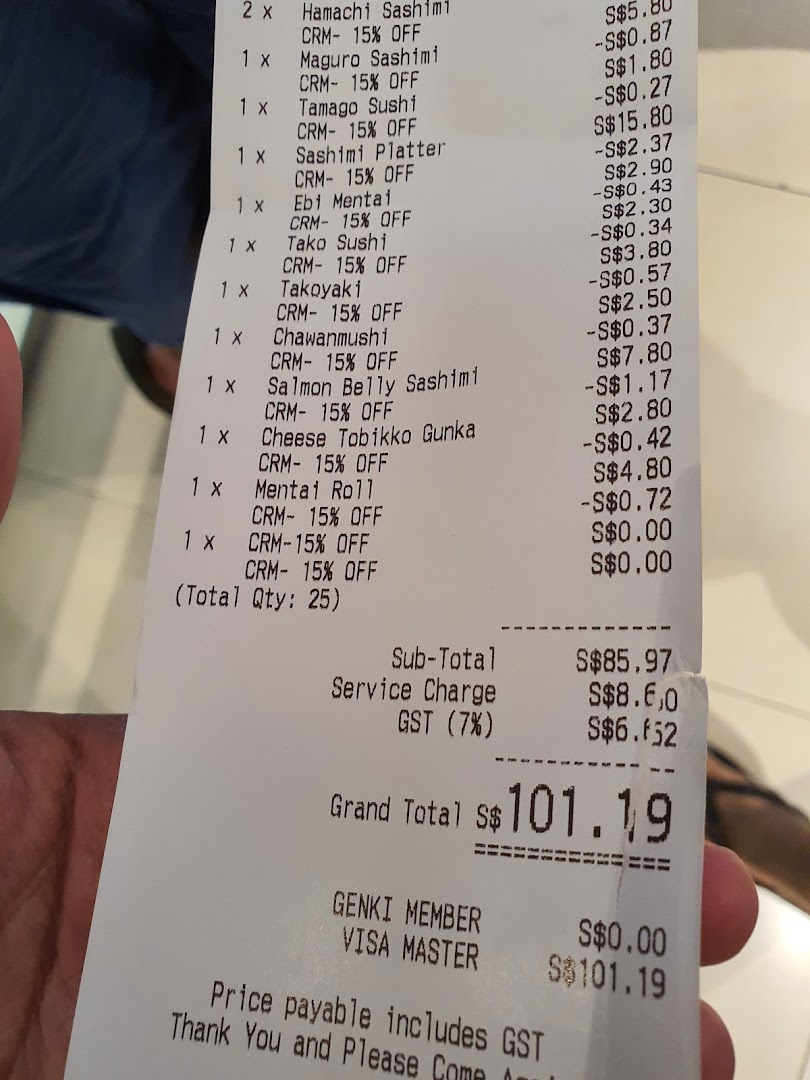 2 x Hamachi Sashimi
CRM- 15% OFF
1 x Maguro Sashimi S$5.80
CRM- 15% OFF -S$0.87
1 x Tamago Sushi S$1.80
CRM- 15% OFF -S$0.27
1 x Sashimi Platter S$15.80
CRM- 15% OFF -S$2.37
1 x Ebi Mentai S$2.90
CRM- 15% OFF -S$0.43
1 x Tako Sushi S$2.30
CRM- 15% OFF -S$0.34
1 x Takoyaki S$3.80
CRM- 15% OFF -S$0.57
1 x Chawanmushi S$2.50
CRM- 15% OFF -S$0.37
1 x Salmon Belly Sashimi S$7.80
CRM- 15% OFF -S$1.17
1 x Cheese Tobikko Gunka S$2.80
CRM- 15% OFF -S$0.42
1 x Mentai Roll S$4.80
CRM- 15% OFF -S$0.72
1 x CRM-15% OFF S$0.00
CRM- 15% OFF S$0.00
(Total Qty: 25)
Sub-Total S$85.97
Service Charge S$8.60
GST (7%) S$6.62
Grand Total S$101.19
GENKI MEMBER S$0.00
VISA MASTER S$101.19
Price payable includes GST
Thank You and Please Come